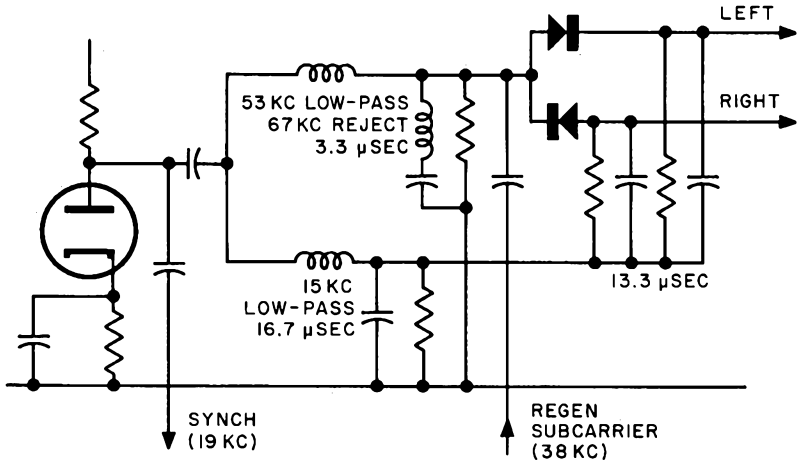 LEFT
RIGHT
53 KC LOW-PASS
67 KC REJECT
3.3 µSEC
15 KC
LOW-PASS
16.7 µSEC
13.3 µSEC
SYNCH
(19 KC)
REGEN
SUBCARRIER
(38 KC)